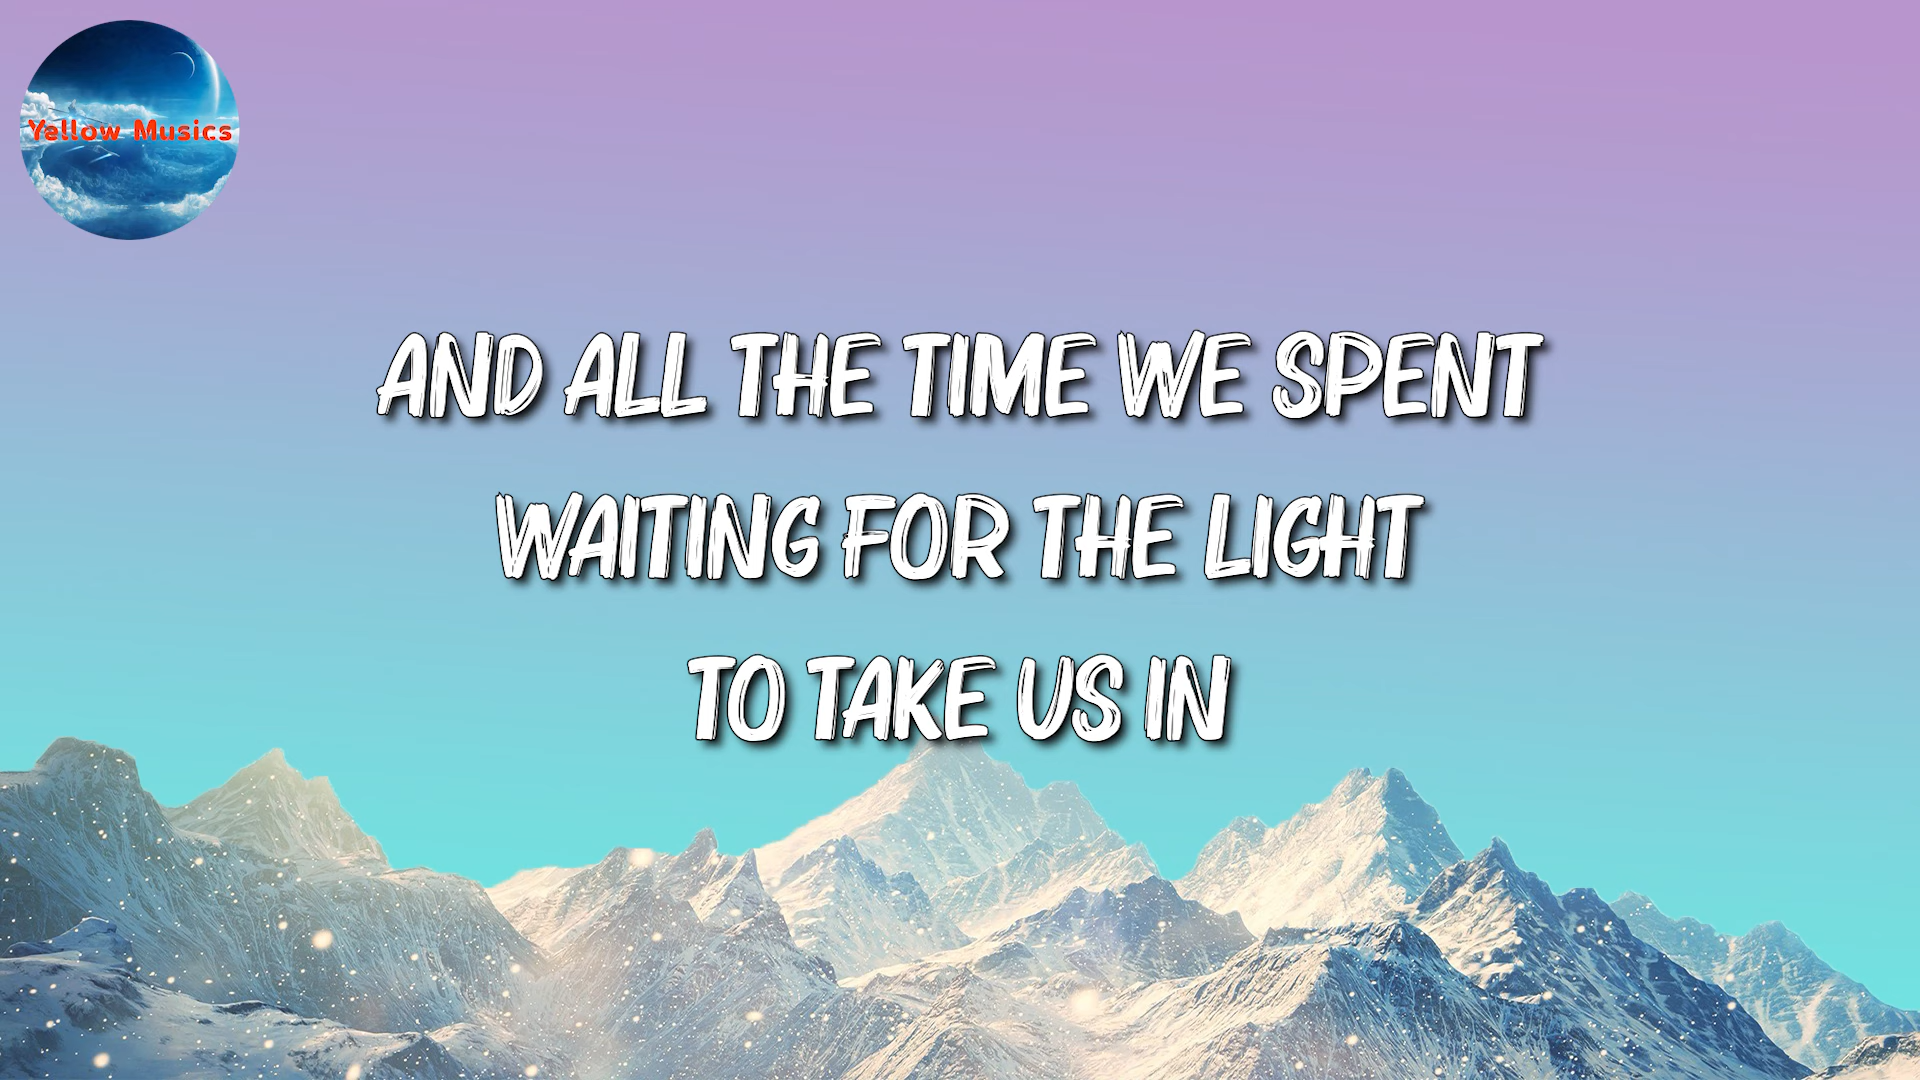 Yellow Musics
AND ALL THE TIME WE SPENT
WAITING FOR THE LIGHT
TO TAKE US IN